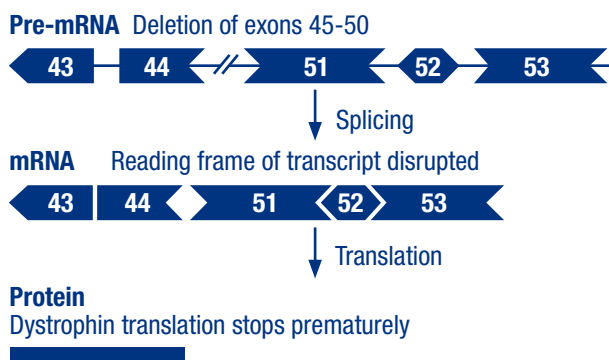 Pre-mRNA Deletion of exons 45-50
43 44 51 52 53
Splicing
mRNA Reading frame of transcript disrupted
43 44 51 52 53
Translation
Protein
Dystrophin translation stops prematurely